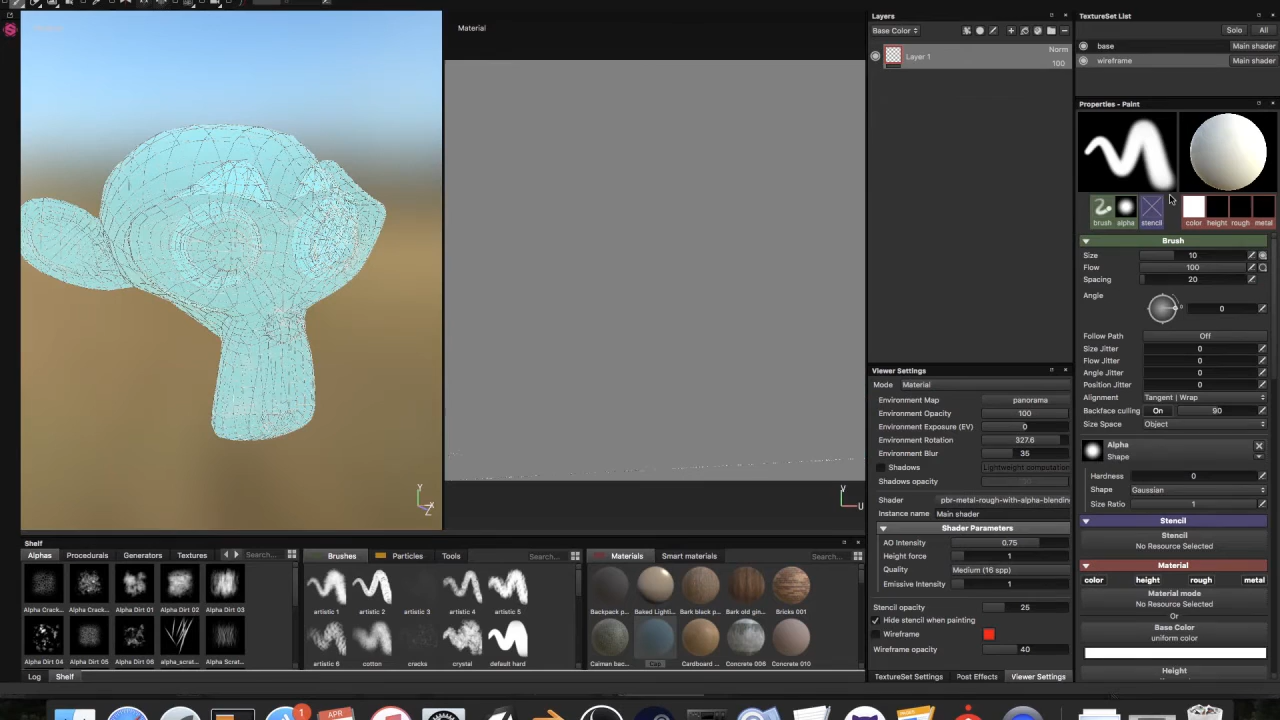 Material
Y
Z
V
U
Layers
Base Color
Layer 1
Norm
100
Viewer Settings
Mode Material
Environment Map panorama
Environment Opacity 100
Environment Exposure (EV) 0
Environment Rotation 327.6
Environment Blur 35
Shadows Lightweight computation
Shadows opacity
Shader pbr-metal-rough-with-alpha-blending
Instance name Main shader
Shader Parameters
AO Intensity 0.75
Height force 1
Quality Medium (16 spp)
Emissive Intensity 1
Stencil opacity 25
Hide stencil when painting
Wireframe
Wireframe opacity 40
TextureSet Settings Post Effects Viewer Settings
TextureSet List
Solo All
base Main shader
wireframe Main shader
Properties - Paint
brush alpha stencil color height rough metal
Brush
Size 10
Flow 100
Spacing 20
Angle 0
Follow Path Off
Size Jitter 0
Flow Jitter 0
Angle Jitter 0
Position Jitter 0
Alignment Tangent | Wrap
Backface culling On 90
Size Space Object
Alpha
Shape
Hardness 0
Shape Gaussian
Size Ratio 1
Stencil
Stencil
No Resource Selected
Material
color height rough metal
Material mode
No Resource Selected
Or
Base Color
uniform color
Height
Shelf
Alphas Procedurals Generators Textures Search...
Alpha Crack... Alpha Crack... Alpha Dirt 01 Alpha Dirt 02 Alpha Dirt 03
Alpha Dirt 04 Alpha Dirt 05 Alpha Dirt 06 alpha_scrat... Alpha Scrat...
Brushes Particles Tools Search...
artistic 1 artistic 2 artistic 3 artistic 4 artistic 5
artistic 6 cotton cracks crystal default hard
Materials Smart materials Search...
Backpack p... Baked Lighti... Bark black p... Bark old gin... Bricks 001
Caiman bac... Clay Cardboard ... Concrete 006 Concrete 010
Log Shelf
1
APR